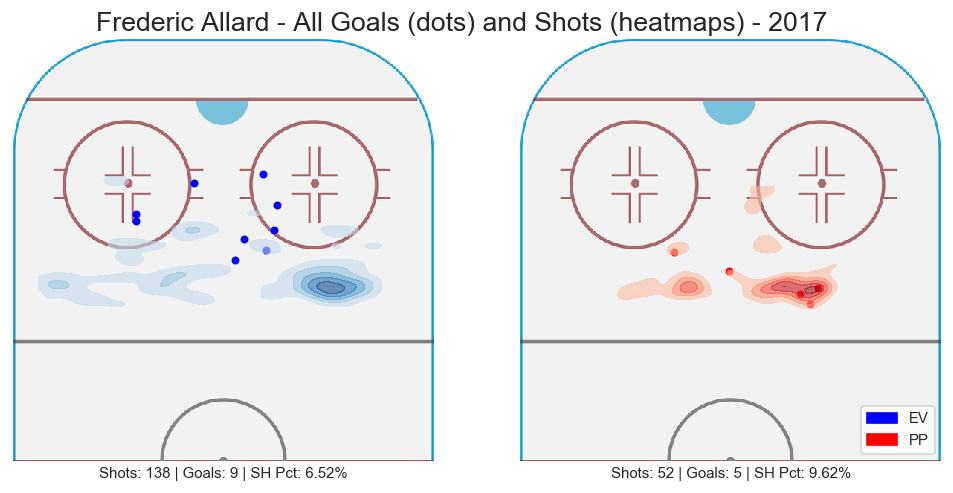 Frederic Allard - All Goals (dots) and Shots (heatmaps) - 2017
EV
PP
Shots: 138 | Goals: 9 | SH Pct: 6.52%
Shots: 52 | Goals: 5 | SH Pct: 9.62%